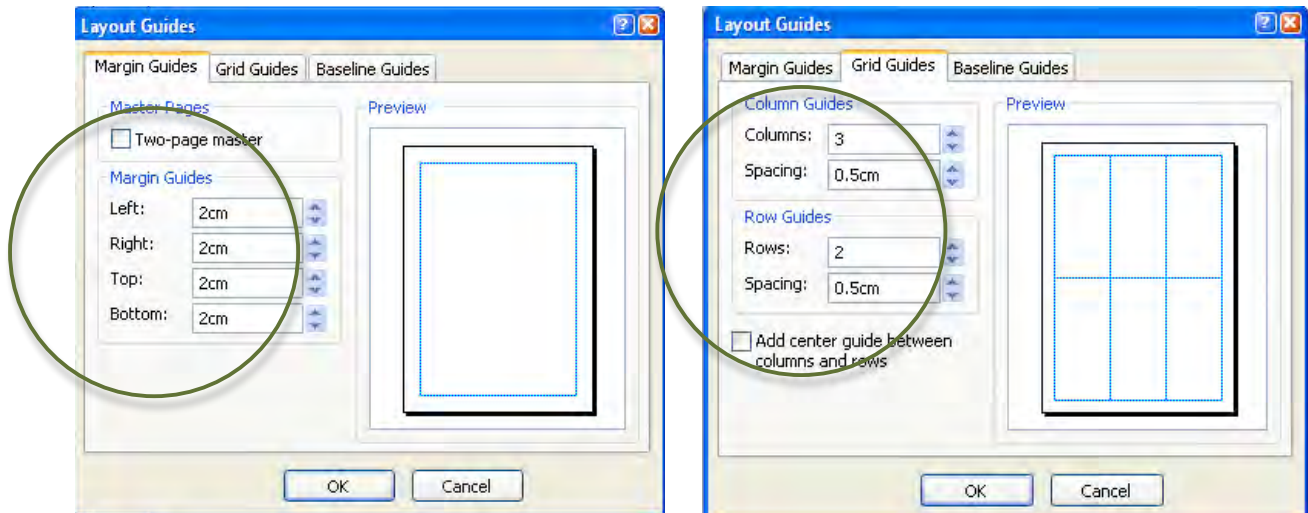 Layout Guides
Margin Guides Grid Guides Baseline Guides
Master Pages
Two-page master
Margin Guides
Left: 2cm
Right: 2cm
Top: 2cm
Bottom: 2cm
Preview
OK Cancel
Layout Guides
Margin Guides Grid Guides Baseline Guides
Column Guides
Columns: 3
Spacing: 0.5cm
Row Guides
Rows: 2
Spacing: 0.5cm
Add center guide between
columns and rows
Preview
OK Cancel